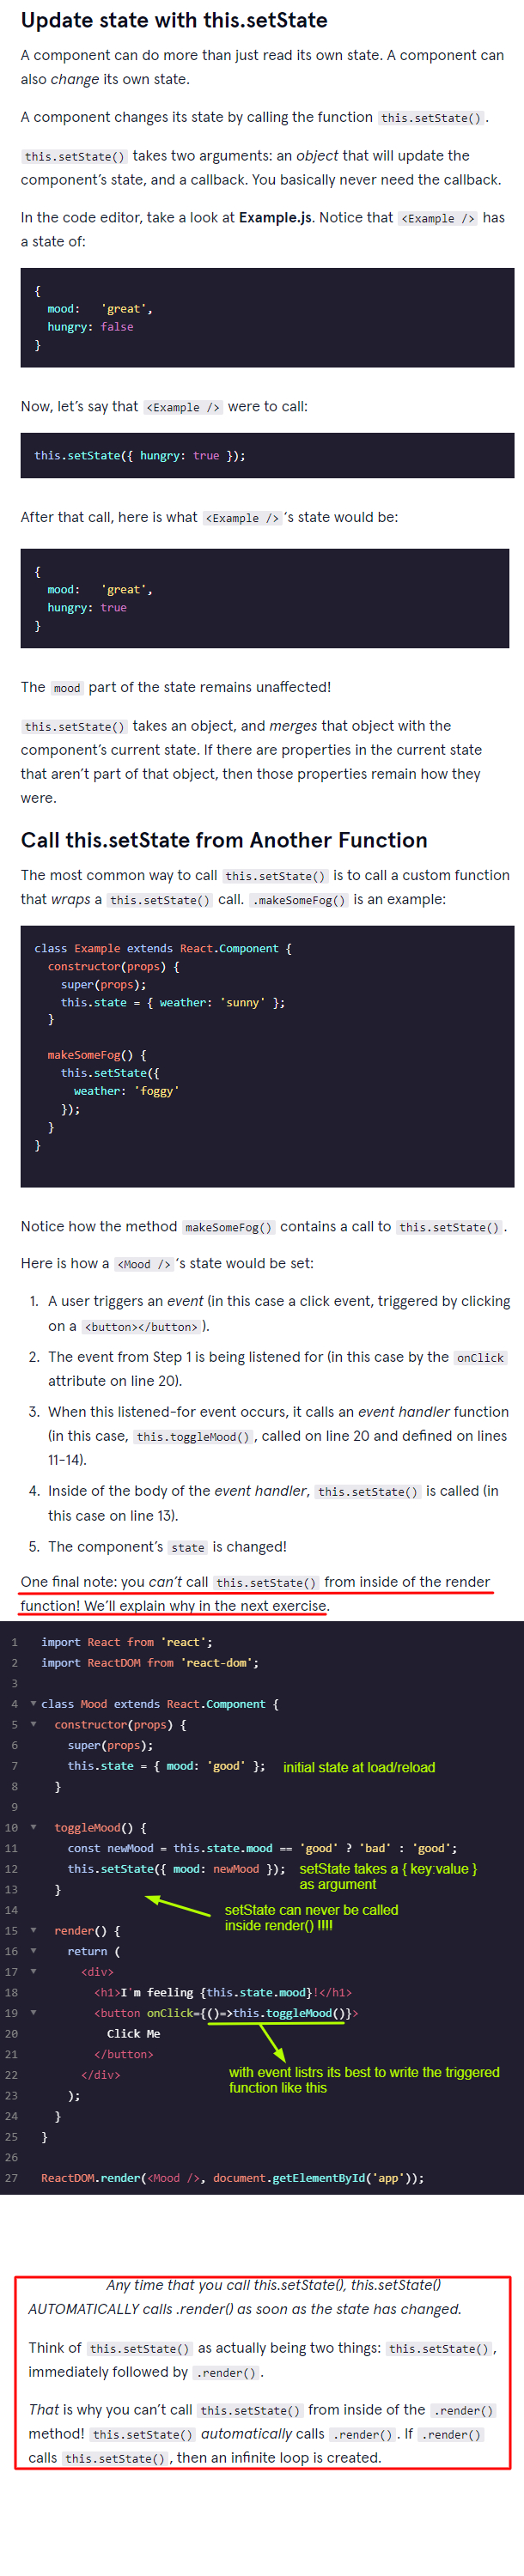 Update state with this.setState
A component can do more than just read its own state. A component can
also change its own state.
A component changes its state by calling the function this.setState().
this.setState() takes two arguments: an object that will update the
component’s state, and a callback. You basically never need the callback.
In the code editor, take a look at Example.js. Notice that <Example /> has
a state of:
{
  mood:   'great',
  hungry: false
}
Now, let’s say that <Example /> were to call:
this.setState({ hungry: true });
After that call, here is what <Example />‘s state would be:
{
  mood:   'great',
  hungry: true
}
The mood part of the state remains unaffected!
this.setState() takes an object, and merges that object with the
component’s current state. If there are properties in the current state
that aren’t part of that object, then those properties remain how they
were.
Call this.setState from Another Function
The most common way to call this.setState() is to call a custom function
that wraps a this.setState() call. .makeSomeFog() is an example:
class Example extends React.Component {
  constructor(props) {
    super(props);
    this.state = { weather: 'sunny' };
  }
  makeSomeFog() {
    this.setState({
      weather: 'foggy'
    });
  }
}
Notice how the method makeSomeFog() contains a call to this.setState().
Here is how a <Mood />‘s state would be set:
1. A user triggers an event (in this case a click event, triggered by clicking
on a <button></button>).
2. The event from Step 1 is being listened for (in this case by the onClick
attribute on line 20).
3. When this listened-for event occurs, it calls an event handler function
(in this case, this.toggleMood(), called on line 20 and defined on lines
11-14).
4. Inside of the body of the event handler, this.setState() is called (in
this case on line 13).
5. The component’s state is changed!
One final note: you can’t call this.setState() from inside of the render
function! We’ll explain why in the next exercise.
1 import React from 'react';
2 import ReactDOM from 'react-dom';
3
4 class Mood extends React.Component {
5   constructor(props) {
6     super(props);
7     this.state = { mood: 'good' }; initial state at load/reload
8   }
9
10   toggleMood() {
11     const newMood = this.state.mood == 'good' ? 'bad' : 'good';
12     this.setState({ mood: newMood }); setState takes a { key:value }
as argument
13   }
14 setState can never be called
inside render() !!!!
15   render() {
16     return (
17       <div>
18         <h1>I'm feeling {this.state.mood}!</h1>
19         <button onClick={()=>this.toggleMood()}>
20           Click Me
21         </button>
22       </div> with event listrs its best to write the triggered
function like this
23     );
24   }
25 }
26
27 ReactDOM.render(<Mood />, document.getElementById('app'));
Any time that you call this.setState(), this.setState()
AUTOMATICALLY calls .render() as soon as the state has changed.
Think of this.setState() as actually being two things: this.setState(),
immediately followed by .render().
That is why you can’t call this.setState() from inside of the .render()
method! this.setState() automatically calls .render(). If .render()
calls this.setState(), then an infinite loop is created.